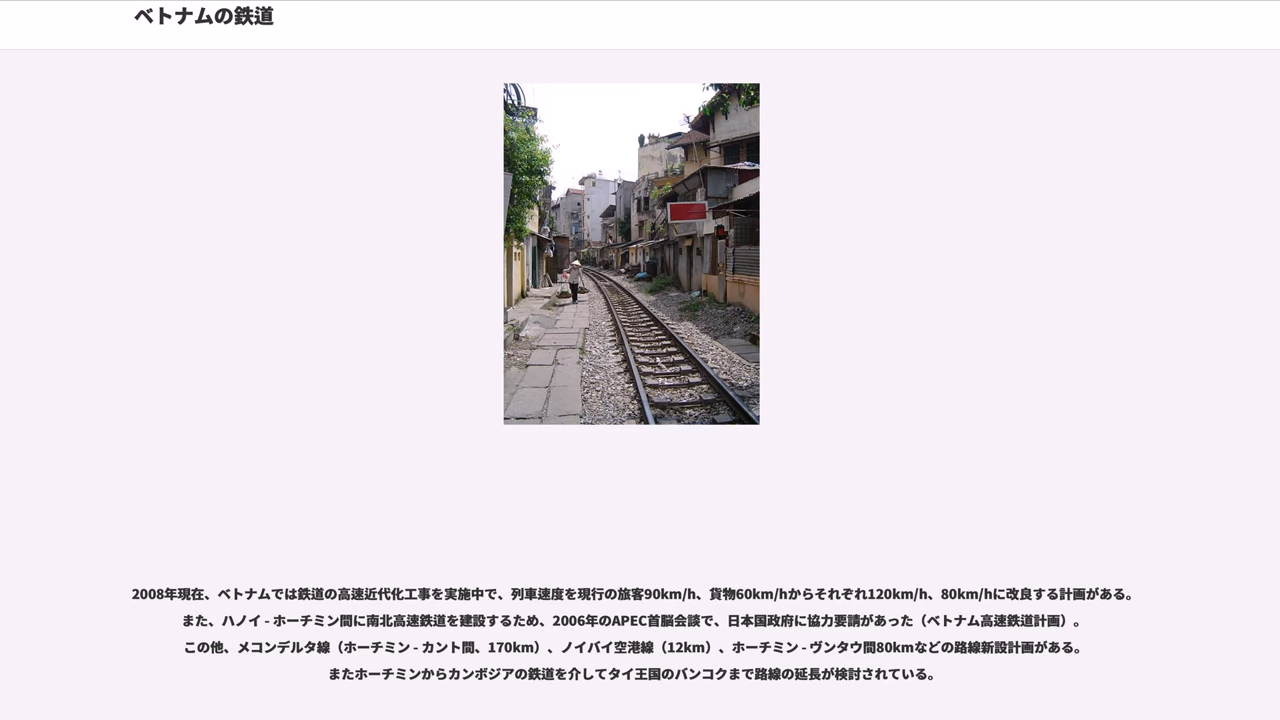 ベトナムの鉄道
2008年現在、ベトナムでは鉄道の高速近代化工事を実施中で、列車速度を現行の旅客90km/h、貨物60km/hからそれぞれ120km/h、80km/hに改良する計画がある。
また、ハノイ - ホーチミン間に南北高速鉄道を建設するため、2006年のAPEC首脳会談で、日本国政府に協力要請があった（ベトナム高速鉄道計画）。
この他、メコンデルタ線（ホーチミン - カント間、170km）、ノイバイ空港線（12km）、ホーチミン - ヴンタウ間80kmなどの路線新設計画がある。
またホーチミンからカンボジアの鉄道を介してタイ王国のバンコクまで路線の延長が検討されている。